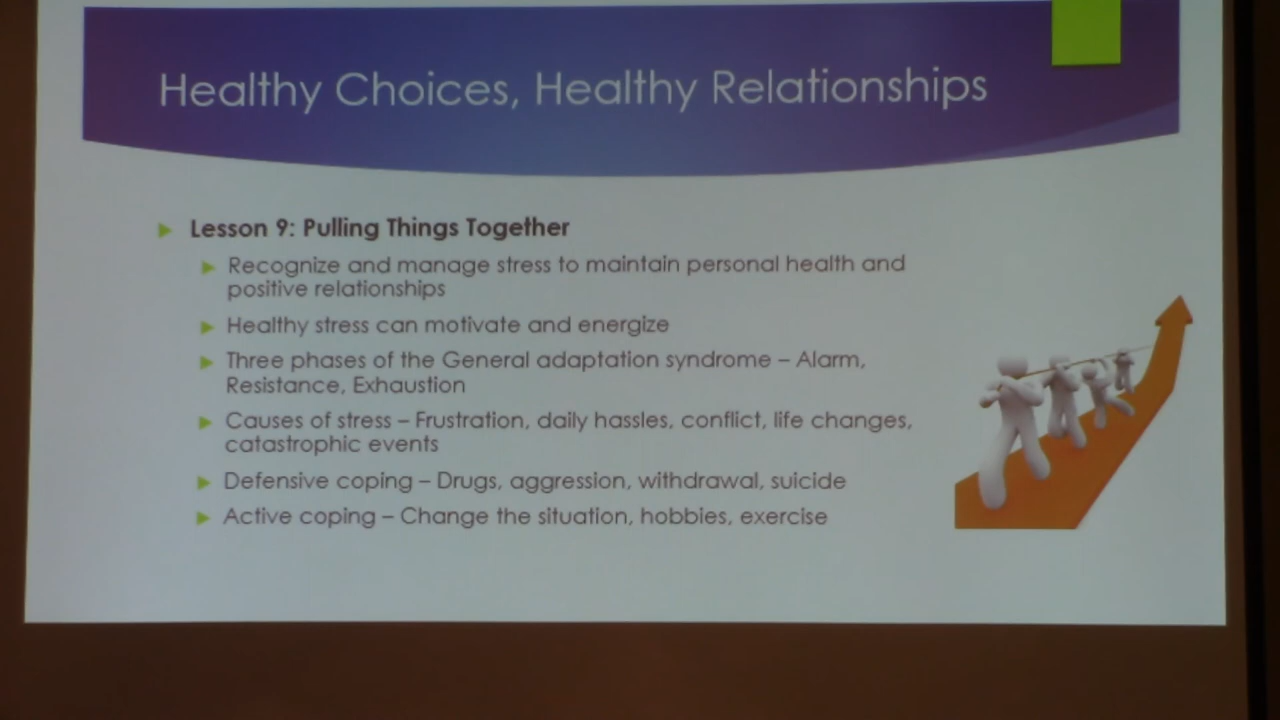 Healthy Choices, Healthy Relationships
Lesson 9: Pulling Things Together
Recognize and manage stress to maintain personal health and
positive relationships
Healthy stress can motivate and energize
Three phases of the General adaptation syndrome – Alarm,
Resistance, Exhaustion
Causes of stress – Frustration, daily hassles, conflict, life changes,
catastrophic events
Defensive coping – Drugs, aggression, withdrawal, suicide
Active coping – Change the situation, hobbies, exercise